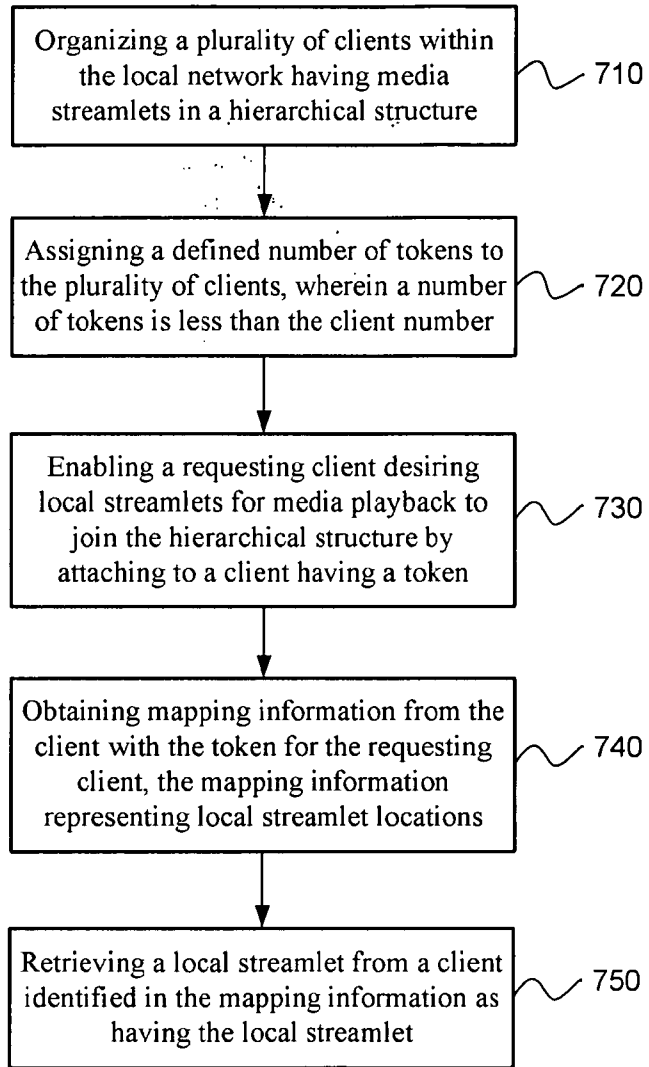 Organizing a plurality of clients within
the local network having media
streamlets in a hierarchical structure
710
Assigning a defined number of tokens to
the plurality of clients, wherein a number
of tokens is less than the client number
720
Enabling a requesting client desiring
local streamlets for media playback to
join the hierarchical structure by
attaching to a client having a token
730
Obtaining mapping information from the
client with the token for the requesting
client, the mapping information
representing local streamlet locations
740
Retrieving a local streamlet from a client
identified in the mapping information as
having the local streamlet
750